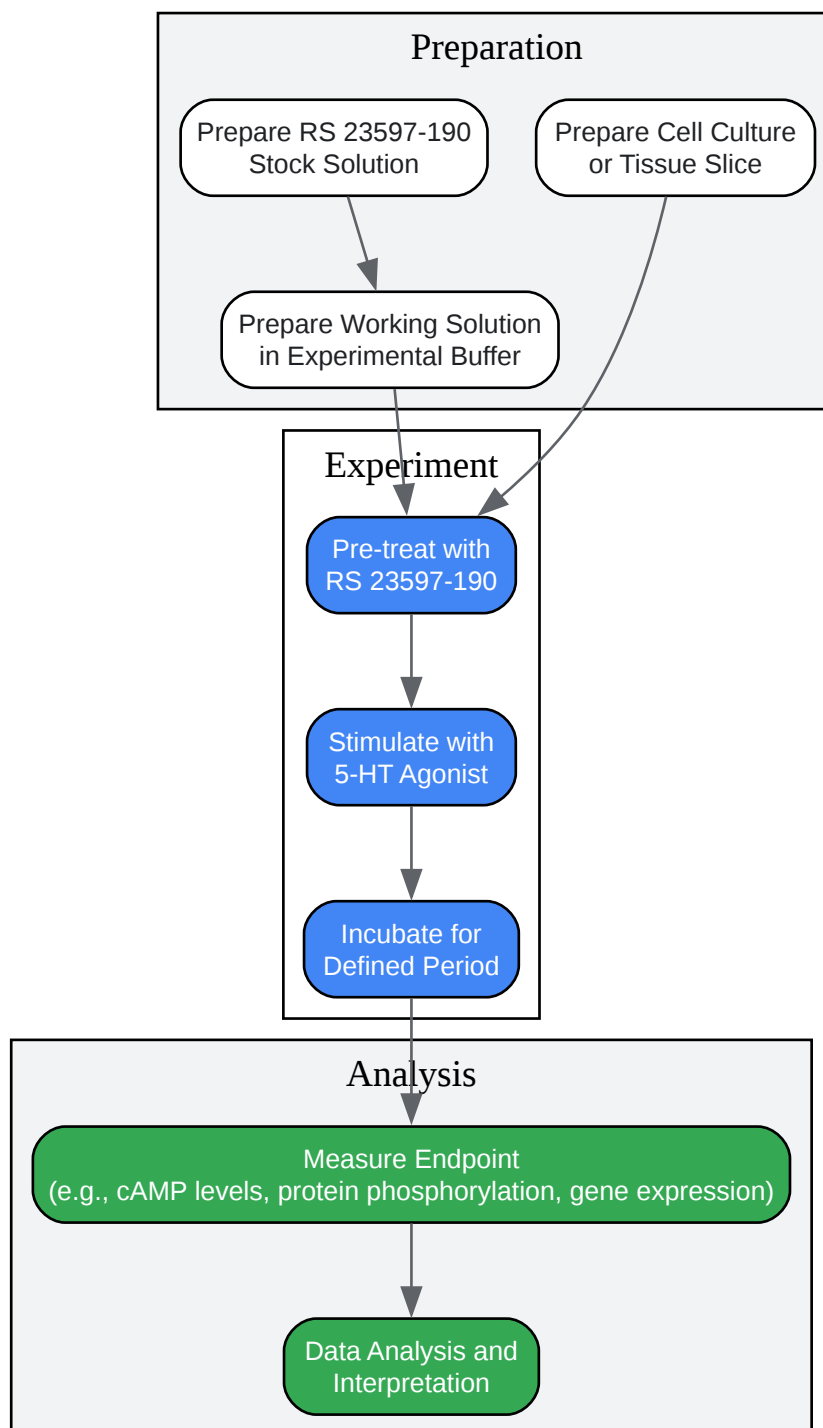 Preparation
Prepare RS 23597-190
Stock Solution
Prepare Cell Culture
or Tissue Slice
Prepare Working Solution
in Experimental Buffer
Experiment
Pre-treat with
RS 23597-190
Stimulate with
5-HT Agonist
Incubate for
Defined Period
Analysis
Measure Endpoint
(e.g., cAMP levels, protein phosphorylation, gene expression)
Data Analysis and
Interpretation